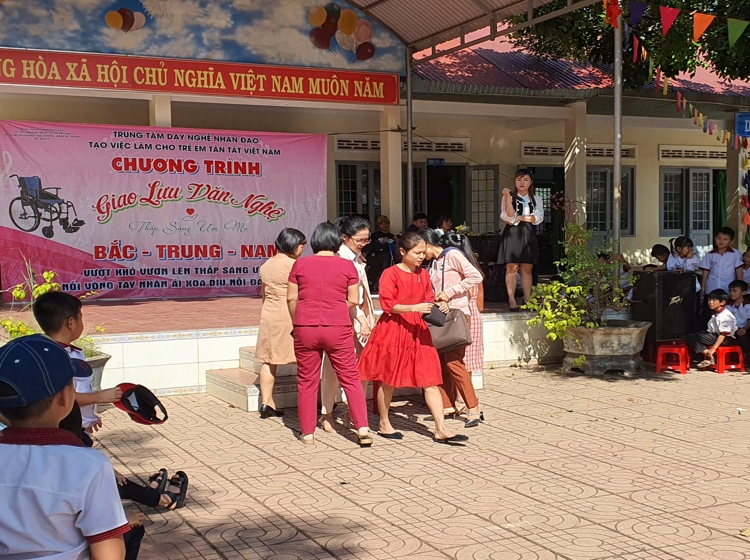 NG HÒA XÃ HỘI CHỦ NGHĨA VIỆT NAM MUÔN NĂM
TRUNG TÂM DẠY NGHỀ NHÂN ĐẠO
TẠO VIỆC LÀM CHO TRẺ EM TÀN TẬT VIỆT NAM
CHƯƠNG TRÌNH
Giao Lưu Văn Nghệ
Thắp Sáng Ước Mơ
BẮC - TRUNG - NAM
VƯỢT KHÓ VƯƠN LÊN THẮP SÁNG Ư
NỐI VÒNG TAY NHÂN ÁI XOA DỊU NỖI ĐA